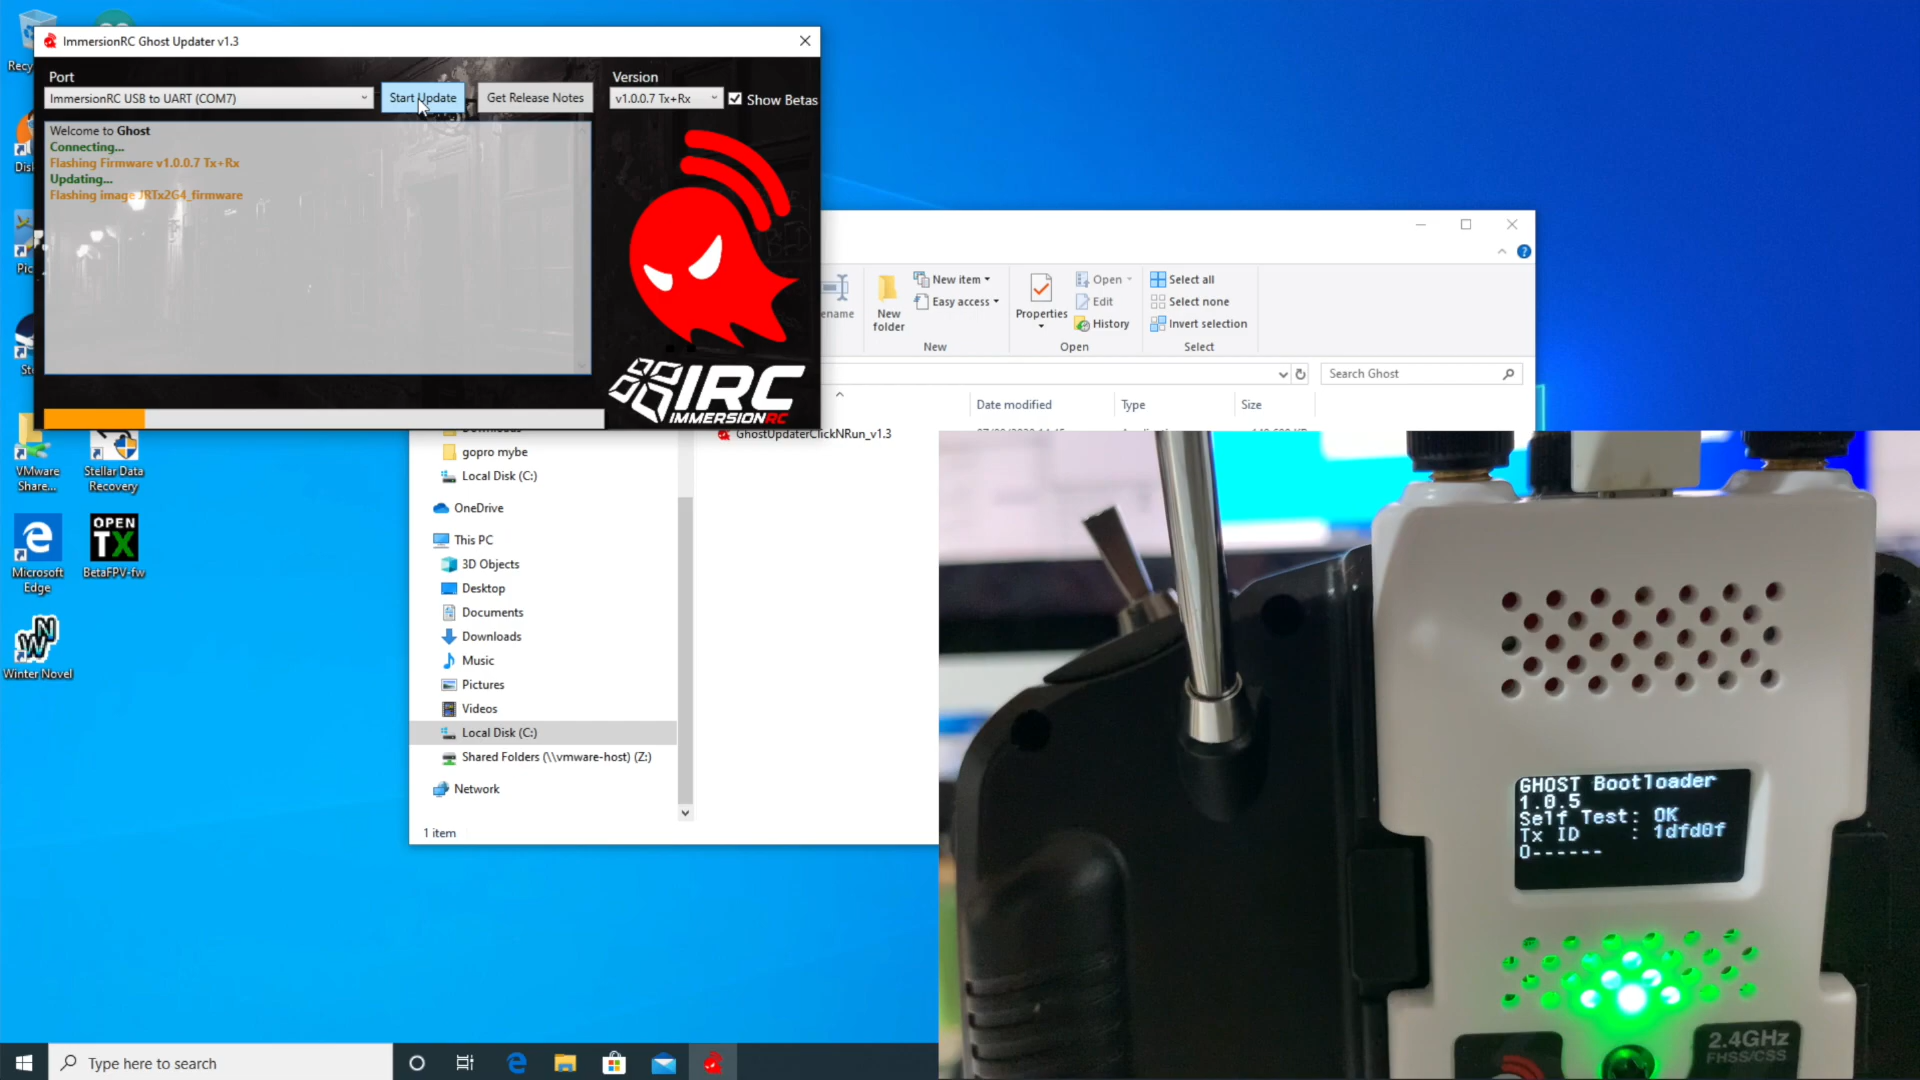 ImmersionRC Ghost Updater v1.3
Port
Version
ImmersionRC USB to UART (COM7)
Start Update
Get Release Notes
v1.0.0.7 Tx+Rx
Show Betas
Welcome to Ghost
Connecting...
Flashing Firmware v1.0.0.7 Tx+Rx
Updating...
Flashing image JRTx2G4_firmware
IRC
IMMERSIONRC
ename
New
folder
New item
Easy access
New
Properties
Open
Edit
History
Open
Select all
Select none
Invert selection
Select
Search Ghost
Date modified
Type
Size
GhostUpdaterClickNRun_v1.3
gopro mybe
Local Disk (C:)
OneDrive
This PC
3D Objects
Desktop
Documents
Downloads
Music
Pictures
Videos
Local Disk (C:)
Shared Folders (\\vmware-host) (Z:)
Network
1 item
VMware
Share...
Stellar Data
Recovery
Microsoft
Edge
OPEN
TX
BetaFPV-fw
Winter Novel
GHOST Bootloader
1.0.5
Self Test: OK
Tx ID : 1dfd0f
O------
2.4GHz
FHSS/CSS
Type here to search